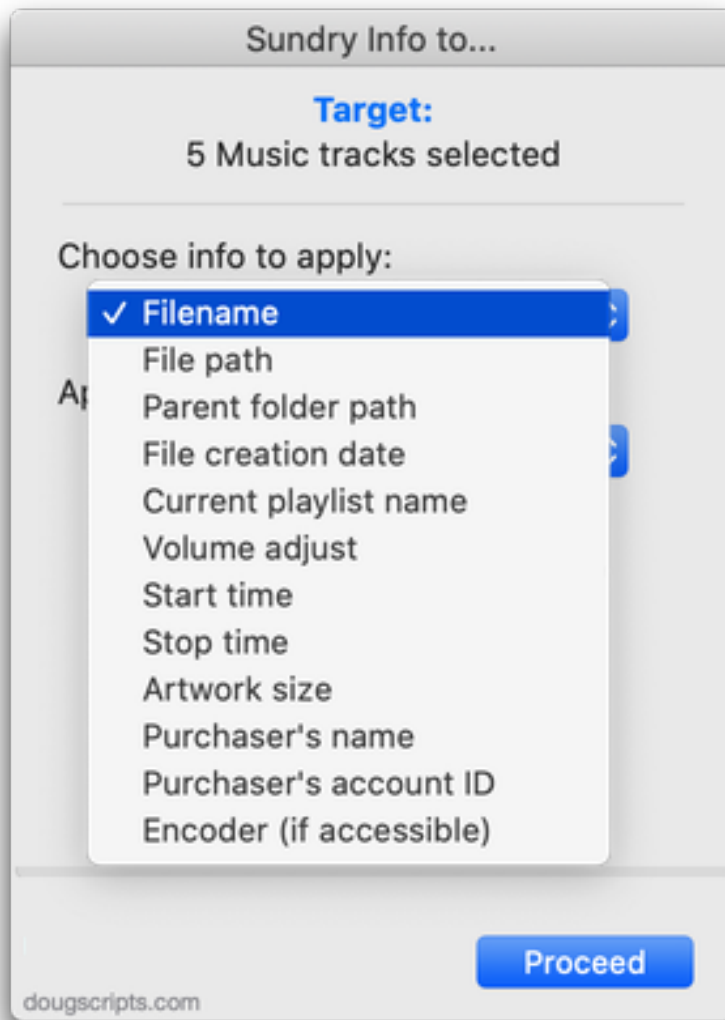 Sundry Info to...
Target:
5 Music tracks selected
Choose info to apply:
✓ Filename
File path
Ap
Parent folder path
File creation date
Current playlist name
Volume adjust
Start time
Stop time
Artwork size
Purchaser's name
Purchaser's account ID
Encoder (if accessible)
Proceed
dougscripts.com